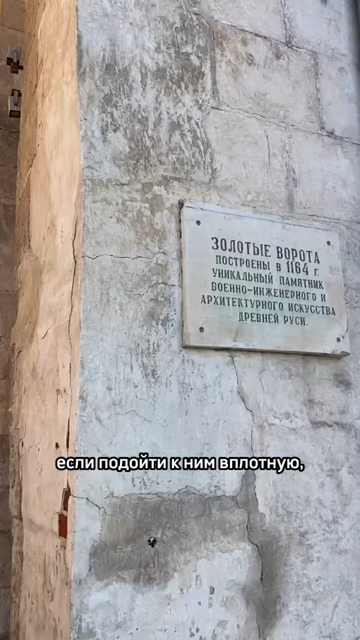 ЗОЛОТЫЕ ВОРОТА
ПОСТРОЕНЫ В 1164 Г.
УНИКАЛЬНЫЙ ПАМЯТНИК
ВОЕННО-ИНЖЕНЕРНОГО И
АРХИТЕКТУРНОГО ИСКУССТВА
ДРЕВНЕЙ РУСИ.
если подойти к ним вплотную,